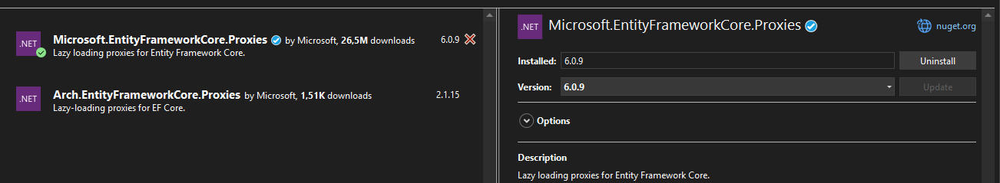 .NET
Microsoft.EntityFrameworkCore.Proxies by Microsoft, 26,5M downloads 6.0.9
Lazy loading proxies for Entity Framework Core.
.NET
Arch.EntityFrameworkCore.Proxies by Microsoft, 1,51K downloads 2.1.15
Lazy-loading proxies for EF Core.
.NET
Microsoft.EntityFrameworkCore.Proxies nuget.org
Installed: 6.0.9 Uninstall
Version: 6.0.9 Update
Options
Description
Lazy loading proxies for Entity Framework Core.